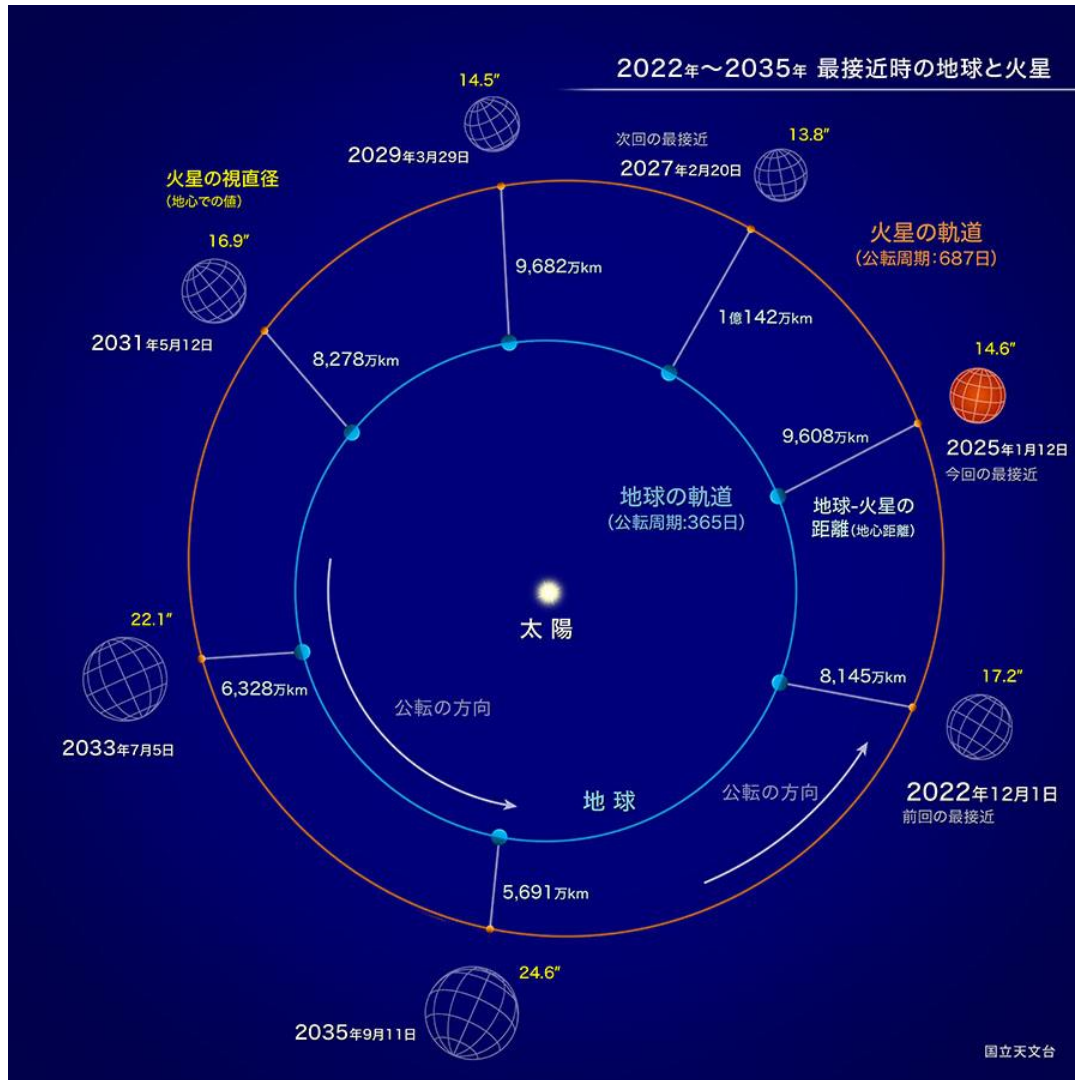 2022年～2035年 最接近時の地球と火星
14.5″
2029年3月29日
次回の最接近
13.8″
2027年2月20日
火星の視直径
(地心での値)
16.9″
2031年5月12日
火星の軌道
(公転周期:687日)
9,682万km
1億142万km
8,278万km
14.6″
2025年1月12日
今回の最接近
9,608万km
地球の軌道
(公転周期:365日)
地球-火星の
距離(地心距離)
太陽
22.1″
6,328万km
2033年7月5日
公転の方向
8,145万km
17.2″
2022年12月1日
前回の最接近
地球
公転の方向
5,691万km
24.6″
2035年9月11日
国立天文台